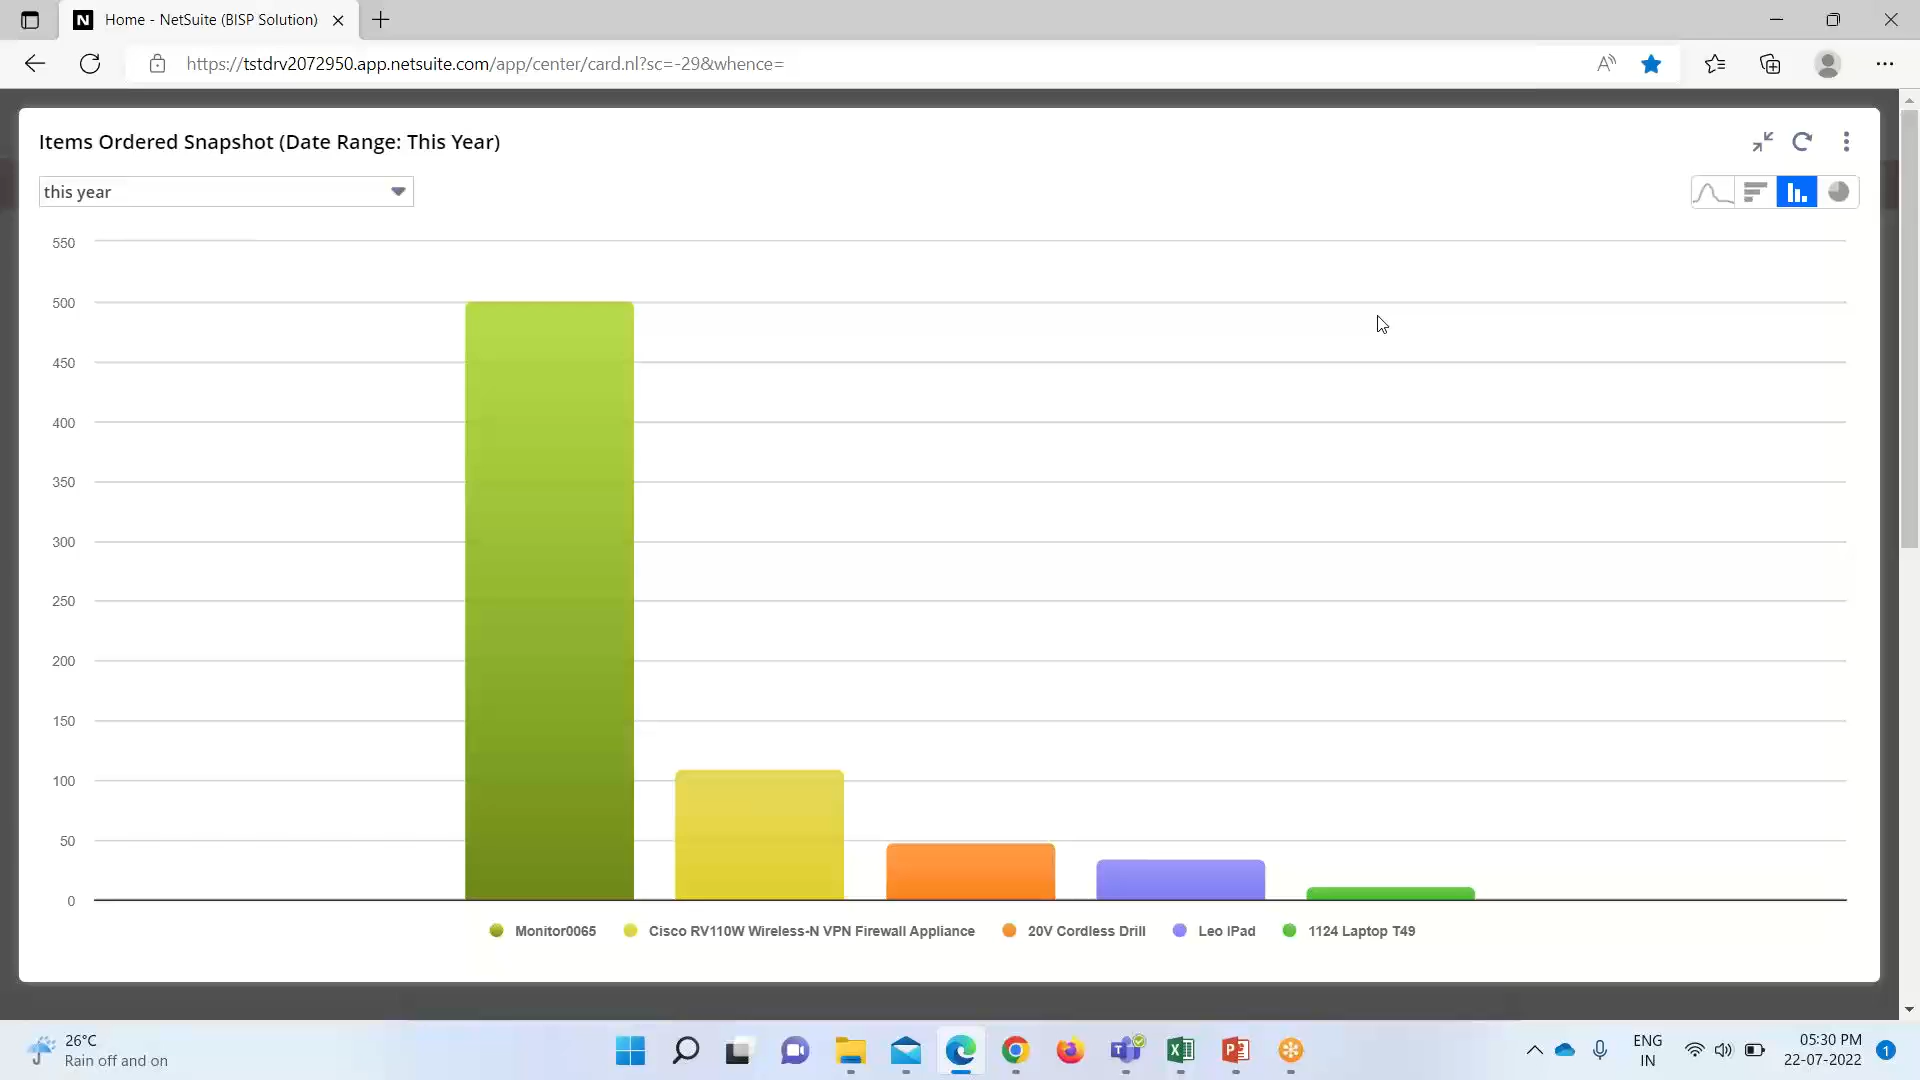 Home - NetSuite (BISP Solution)
https://tstdrv2072950.app.netsuite.com/app/center/card.nl?sc=-29&whence=
Items Ordered Snapshot (Date Range: This Year)
this year
550
500
450
400
350
300
250
200
150
100
50
0
Monitor0065 Cisco RV110W Wireless-N VPN Firewall Appliance 20V Cordless Drill Leo IPad 1124 Laptop T49
26°C
Rain off and on
ENG
IN
05:30 PM
22-07-2022
1